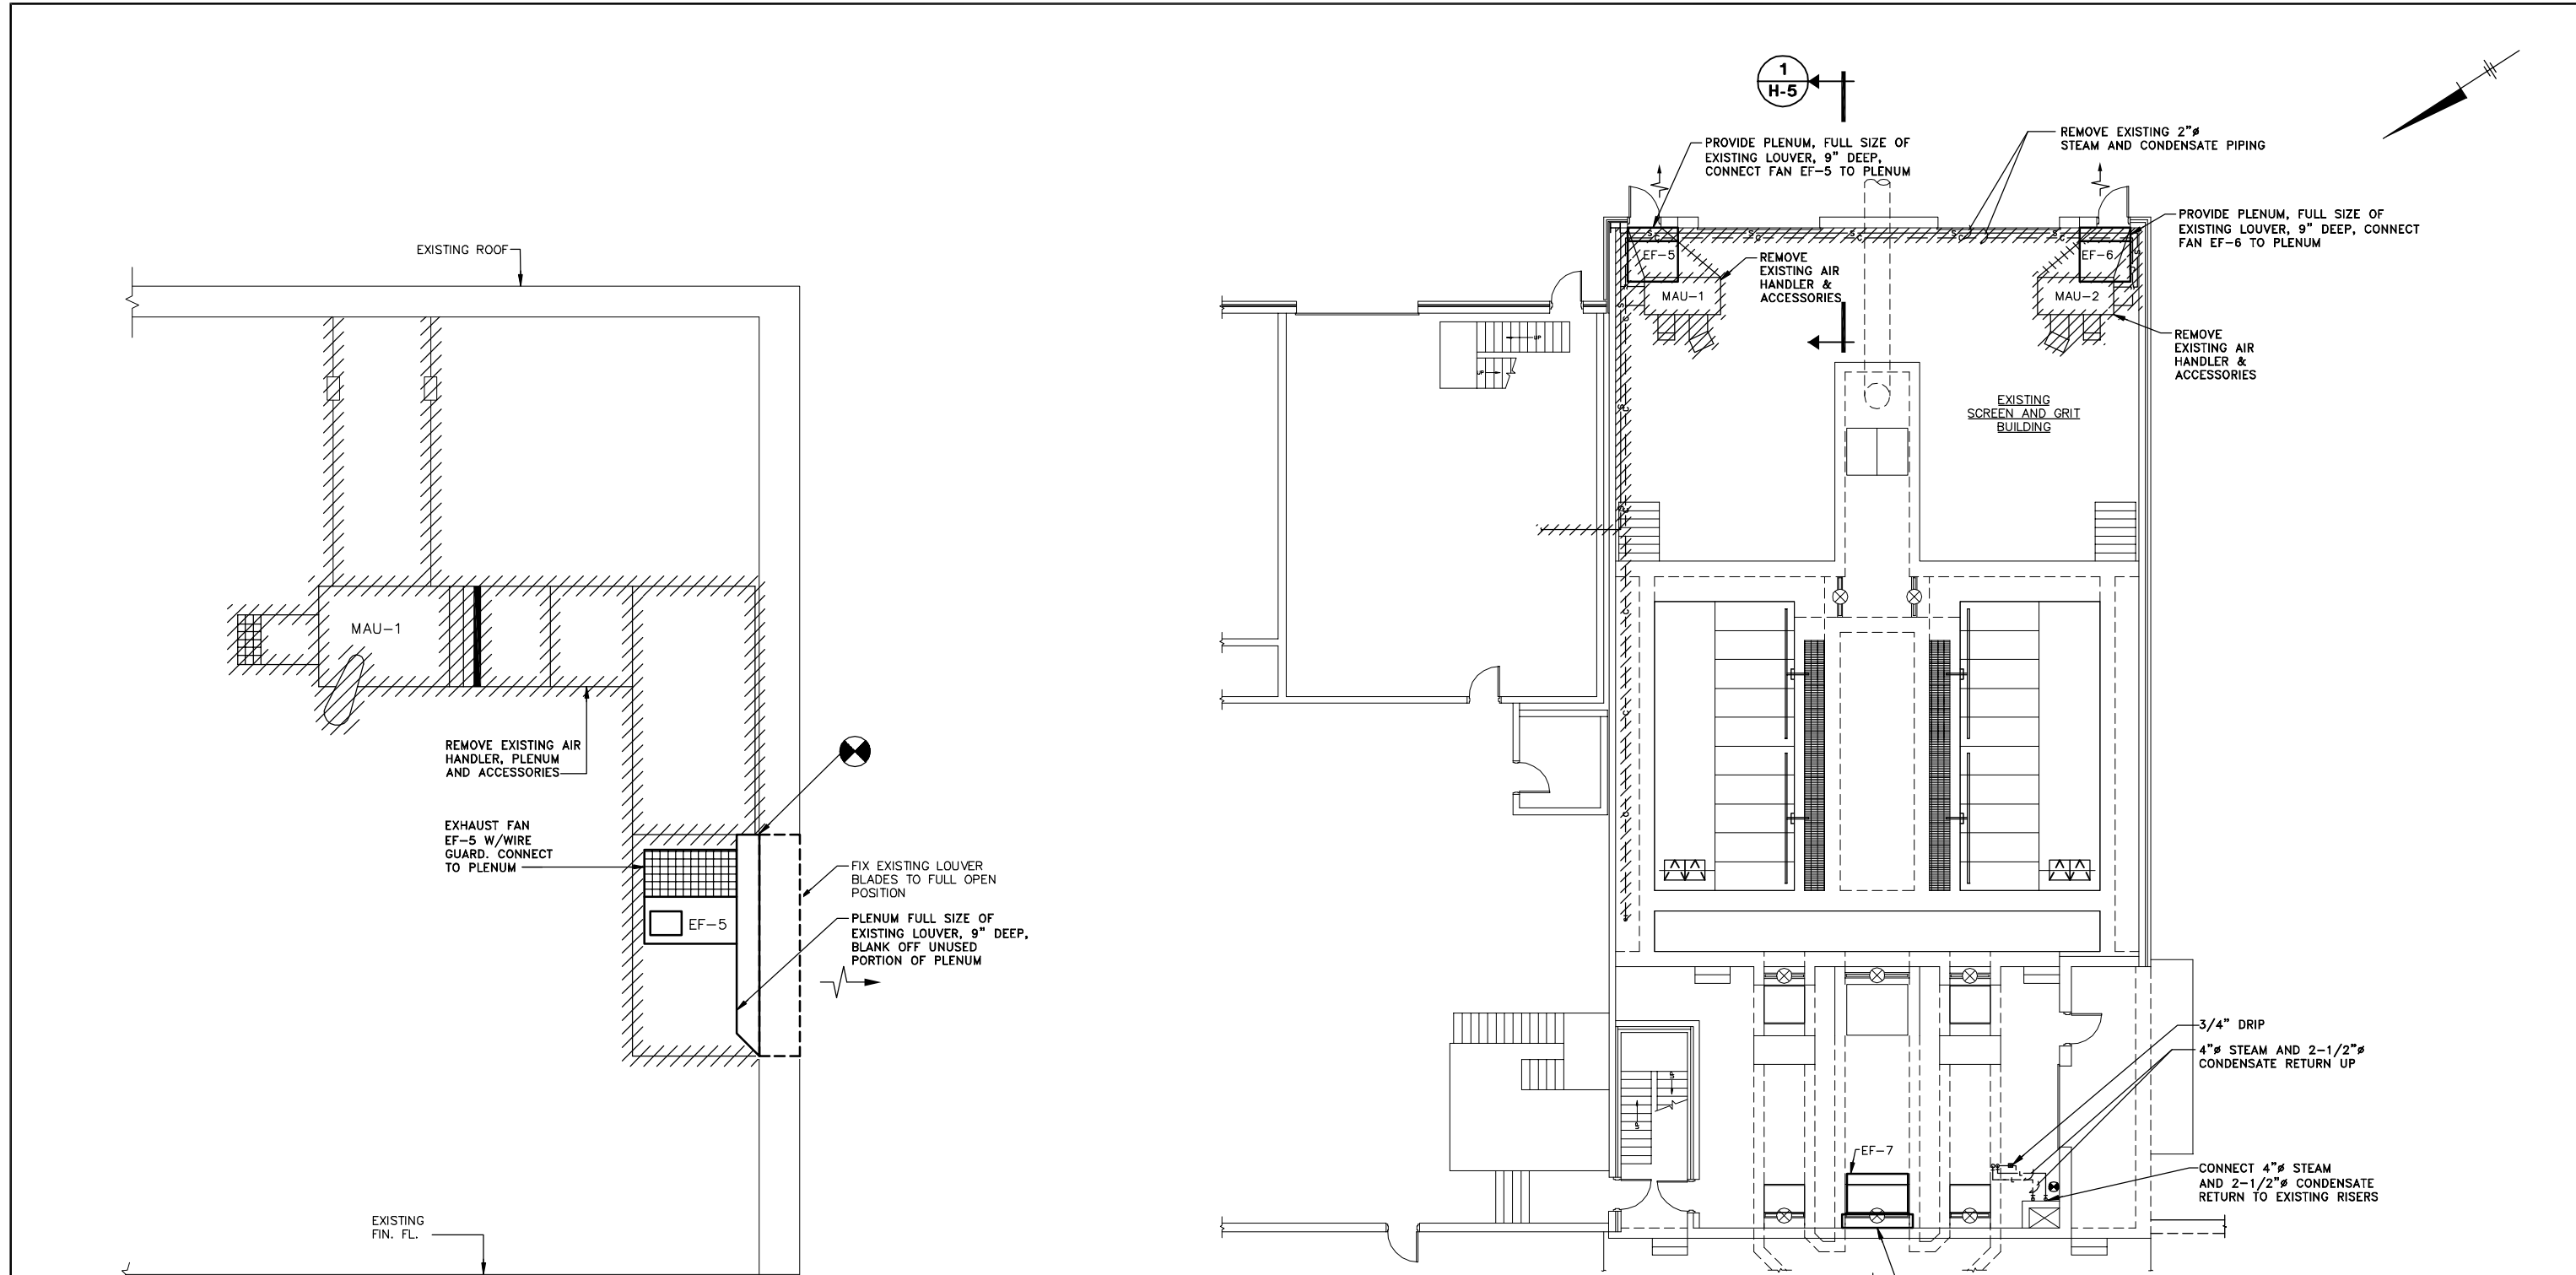 EXISTING ROOF
MAU-1
REMOVE EXISTING AIR
HANDLER, PLENUM
AND ACCESSORIES
EXHAUST FAN
EF-5 W/WIRE
GUARD. CONNECT
TO PLENUM
EF-5
FIX EXISTING LOUVER
BLADES TO FULL OPEN
POSITION
PLENUM FULL SIZE OF
EXISTING LOUVER, 9" DEEP,
BLANK OFF UNUSED
PORTION OF PLENUM
EXISTING
FIN. FL.
1
H-5
PROVIDE PLENUM, FULL SIZE OF
EXISTING LOUVER, 9" DEEP,
CONNECT FAN EF-5 TO PLENUM
REMOVE EXISTING 2"ø
STEAM AND CONDENSATE PIPING
PROVIDE PLENUM, FULL SIZE OF
EXISTING LOUVER, 9" DEEP, CONNECT
FAN EF-6 TO PLENUM
EF-5
MAU-1
REMOVE
EXISTING AIR
HANDLER &
ACCESSORIES
EF-6
MAU-2
REMOVE
EXISTING AIR
HANDLER &
ACCESSORIES
UP
UP
EXISTING
SCREEN AND GRIT
BUILDING
3/4" DRIP
4"ø STEAM AND 2-1/2"ø
CONDENSATE RETURN UP
EF-7
CONNECT 4"ø STEAM
AND 2-1/2"ø CONDENSATE
RETURN TO EXISTING RISERS